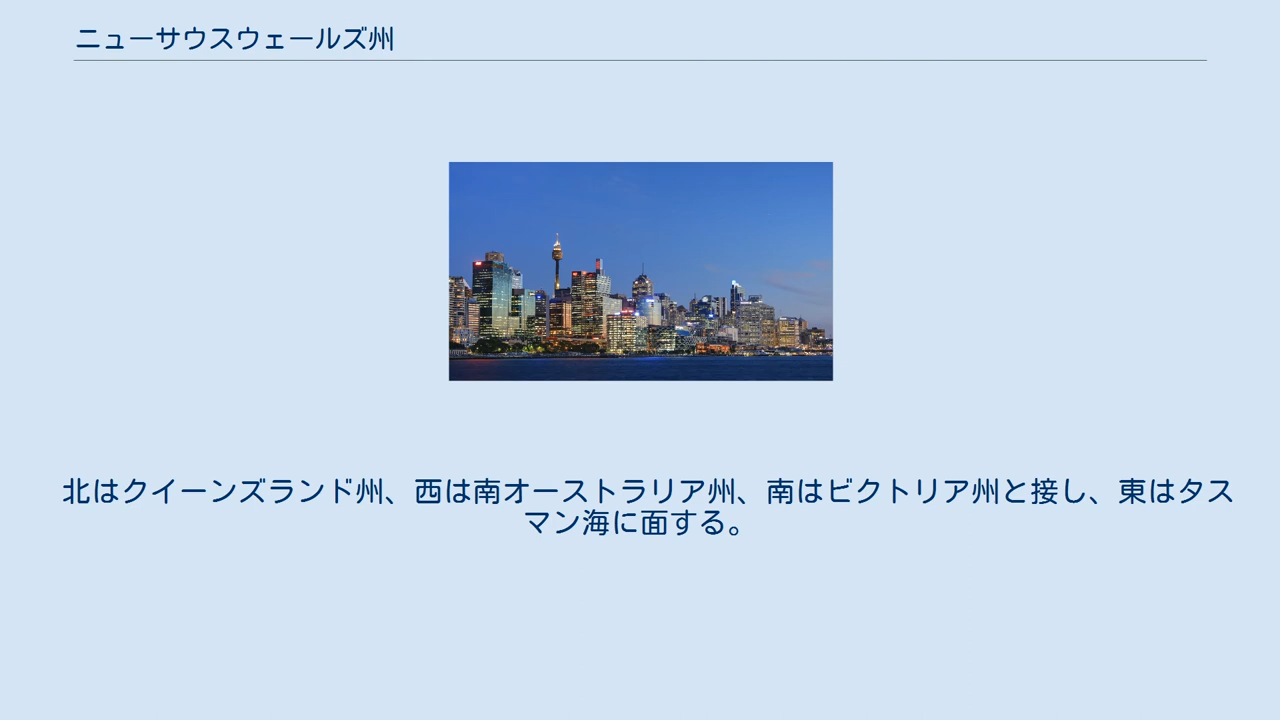 ニューサウスウェールズ州
北はクイーンズランド州、西は南オーストラリア州、南はビクトリア州と接し、東はタス
マン海に面する。